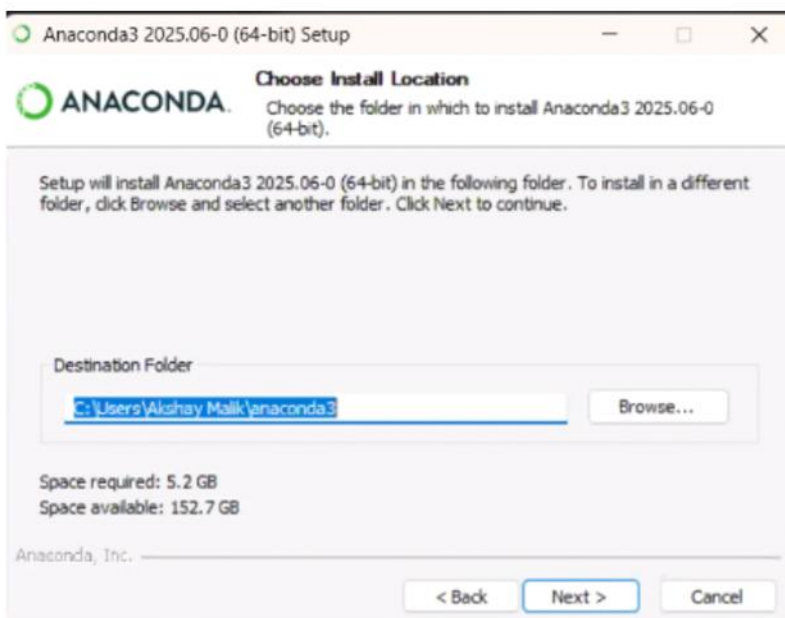 Anaconda3 2025.06-0 (64-bit) Setup
ANACONDA.
Choose Install Location
Choose the folder in which to install Anaconda3 2025.06-0
(64-bit).
Setup will install Anaconda3 2025.06-0 (64-bit) in the following folder. To install in a different
folder, click Browse and select another folder. Click Next to continue.
Destination Folder
C:\Users\Akshay Malik\anaconda3
Browse...
Space required: 5.2 GB
Space available: 152.7 GB
Anaconda, Inc.
< Back
Next >
Cancel